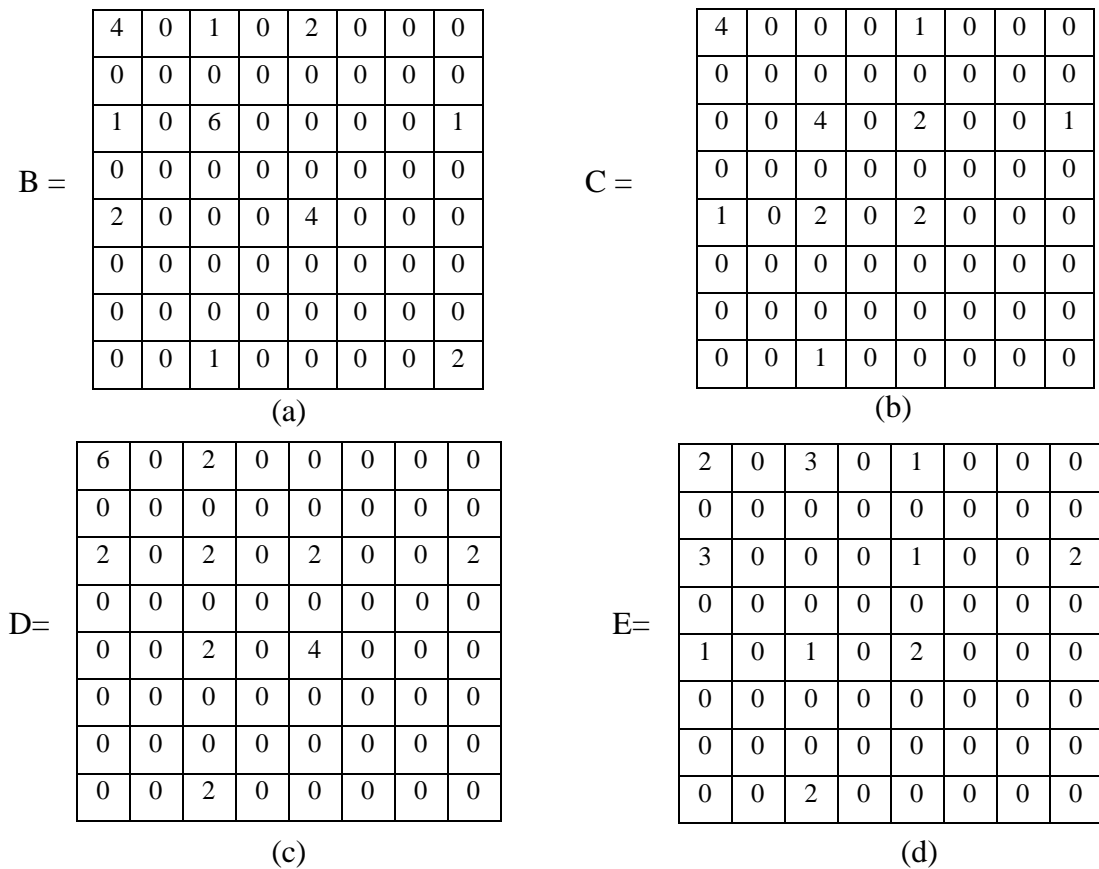 B =
4 0 1 0 2 0 0 0
0 0 0 0 0 0 0 0
1 0 6 0 0 0 0 1
0 0 0 0 0 0 0 0
2 0 0 0 4 0 0 0
0 0 0 0 0 0 0 0
0 0 0 0 0 0 0 0
0 0 1 0 0 0 0 2
(a)
C =
4 0 0 0 1 0 0 0
0 0 0 0 0 0 0 0
0 0 4 0 2 0 0 1
0 0 0 0 0 0 0 0
1 0 2 0 2 0 0 0
0 0 0 0 0 0 0 0
0 0 0 0 0 0 0 0
0 0 1 0 0 0 0 0
(b)
D=
6 0 2 0 0 0 0 0
0 0 0 0 0 0 0 0
2 0 2 0 2 0 0 2
0 0 0 0 0 0 0 0
0 0 2 0 4 0 0 0
0 0 0 0 0 0 0 0
0 0 0 0 0 0 0 0
0 0 2 0 0 0 0 0
(c)
E=
2 0 3 0 1 0 0 0
0 0 0 0 0 0 0 0
3 0 0 0 1 0 0 2
0 0 0 0 0 0 0 0
1 0 1 0 2 0 0 0
0 0 0 0 0 0 0 0
0 0 0 0 0 0 0 0
0 0 2 0 0 0 0 0
(d)